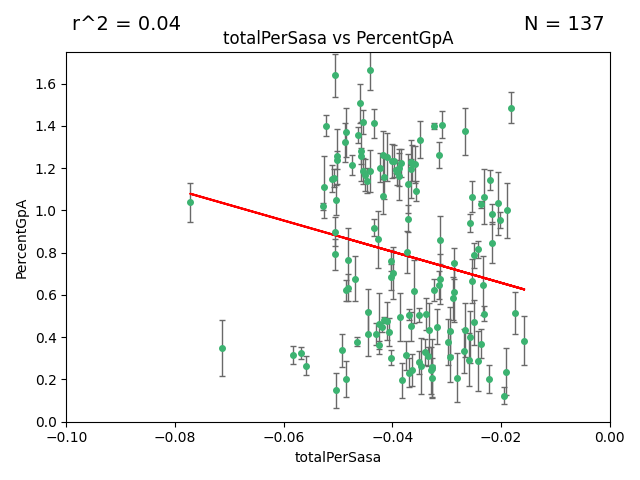 r^2 = 0.04 N = 137
totalPerSasa vs PercentGpA
PercentGpA
1.6
1.4
1.2
1.0
0.8
0.6
0.4
0.2
0.0
−0.10 −0.08 −0.06 −0.04 −0.02 0.00
totalPerSasa